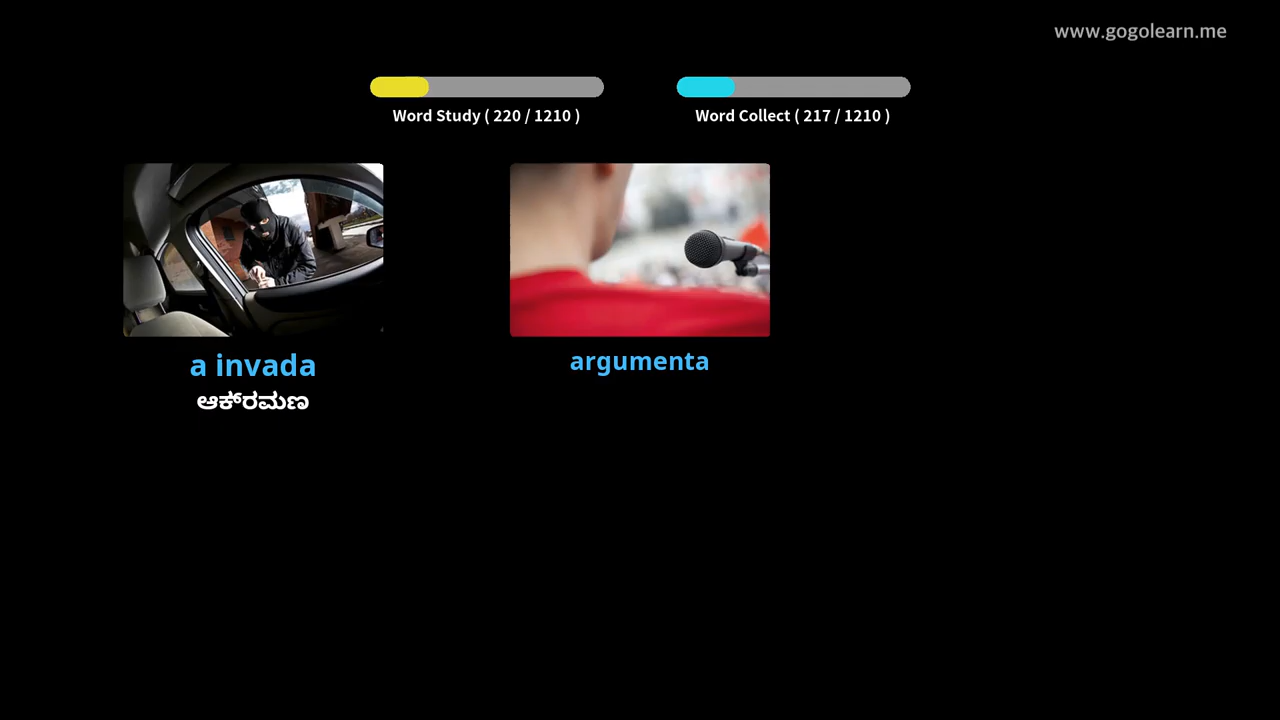 www.gogolearn.me
Word Study ( 220 / 1210 )
Word Collect ( 217 / 1210 )
a invada
ಆಕ್‌ರಮಣ
argumenta